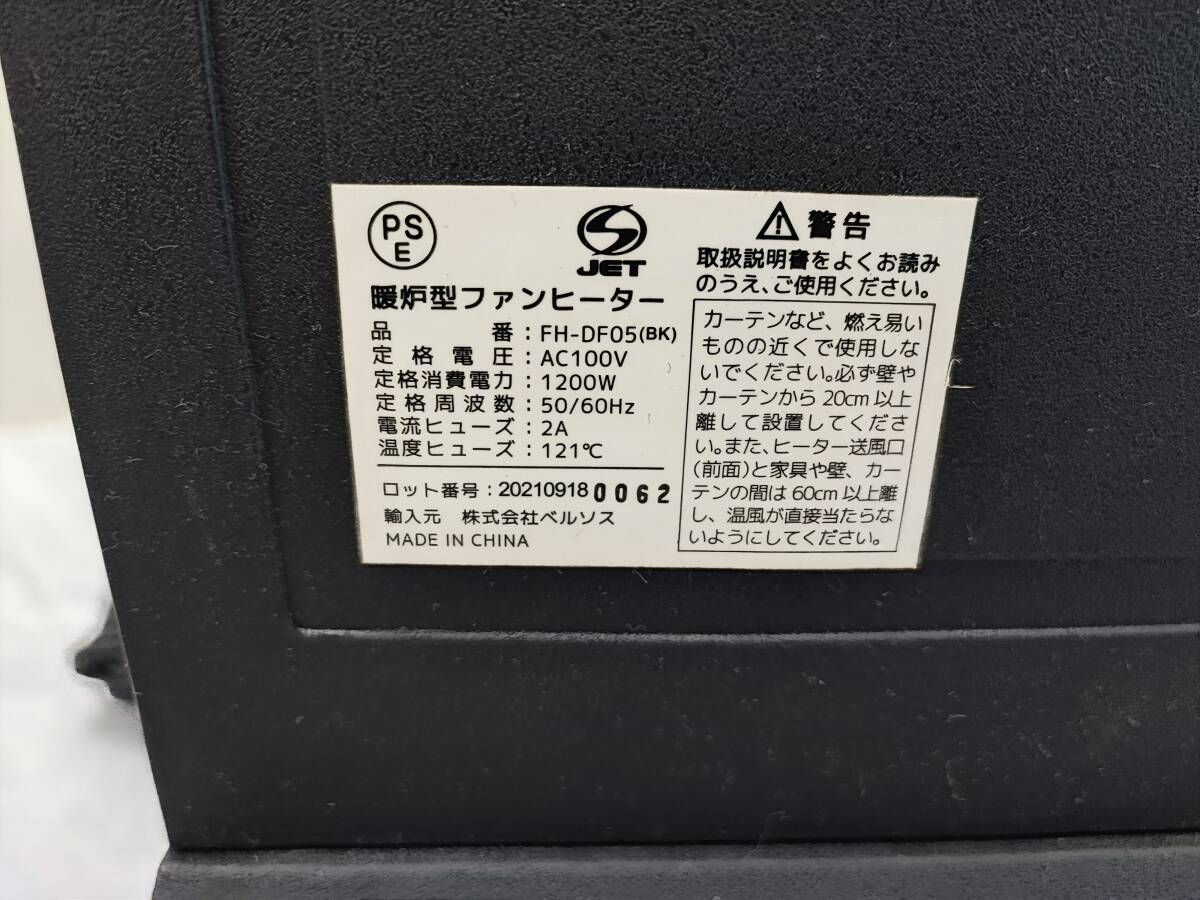 PS
E
JET
暖炉型ファンヒーター
品番：FH-DF05(BK)
定格電圧：AC100V
定格消費電力：1200W
定格周波数：50/60Hz
電流ヒューズ：2A
温度ヒューズ：121℃
ロット番号：20210918 0062
輸入元 株式会社ベルソス
MADE IN CHINA
警告
取扱説明書をよくお読み
のうえ、ご使用ください。
カーテンなど、燃え易い
ものの近くで使用しな
いでください。必ず壁や
カーテンから20cm以上
離して設置してくださ
い。また、ヒーター送風口
(前面)と家具や壁、カー
テンの間は60cm以上離
し、温風が直接当たらな
いようにしてください。